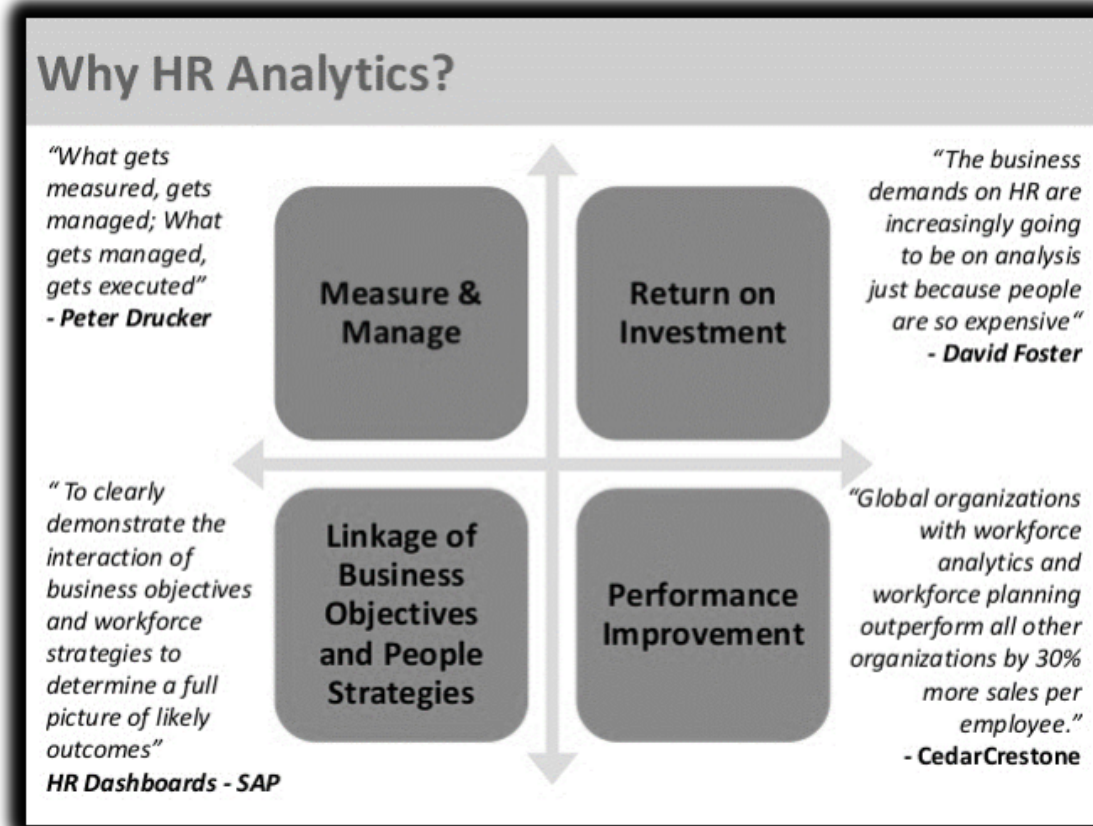 Why HR Analytics?
“What gets
measured, gets
managed; What
gets managed,
gets executed”
- Peter Drucker
Measure &
Manage
Return on
Investment
“The business
demands on HR are
increasingly going
to be on analysis
just because people
are so expensive“
- David Foster
“ To clearly
demonstrate the
interaction of
business objectives
and workforce
strategies to
determine a full
picture of likely
outcomes”
HR Dashboards - SAP
Linkage of
Business
Objectives
and People
Strategies
Performance
Improvement
“Global organizations
with workforce
analytics and
workforce planning
outperform all other
organizations by 30%
more sales per
employee.”
- CedarCrestone